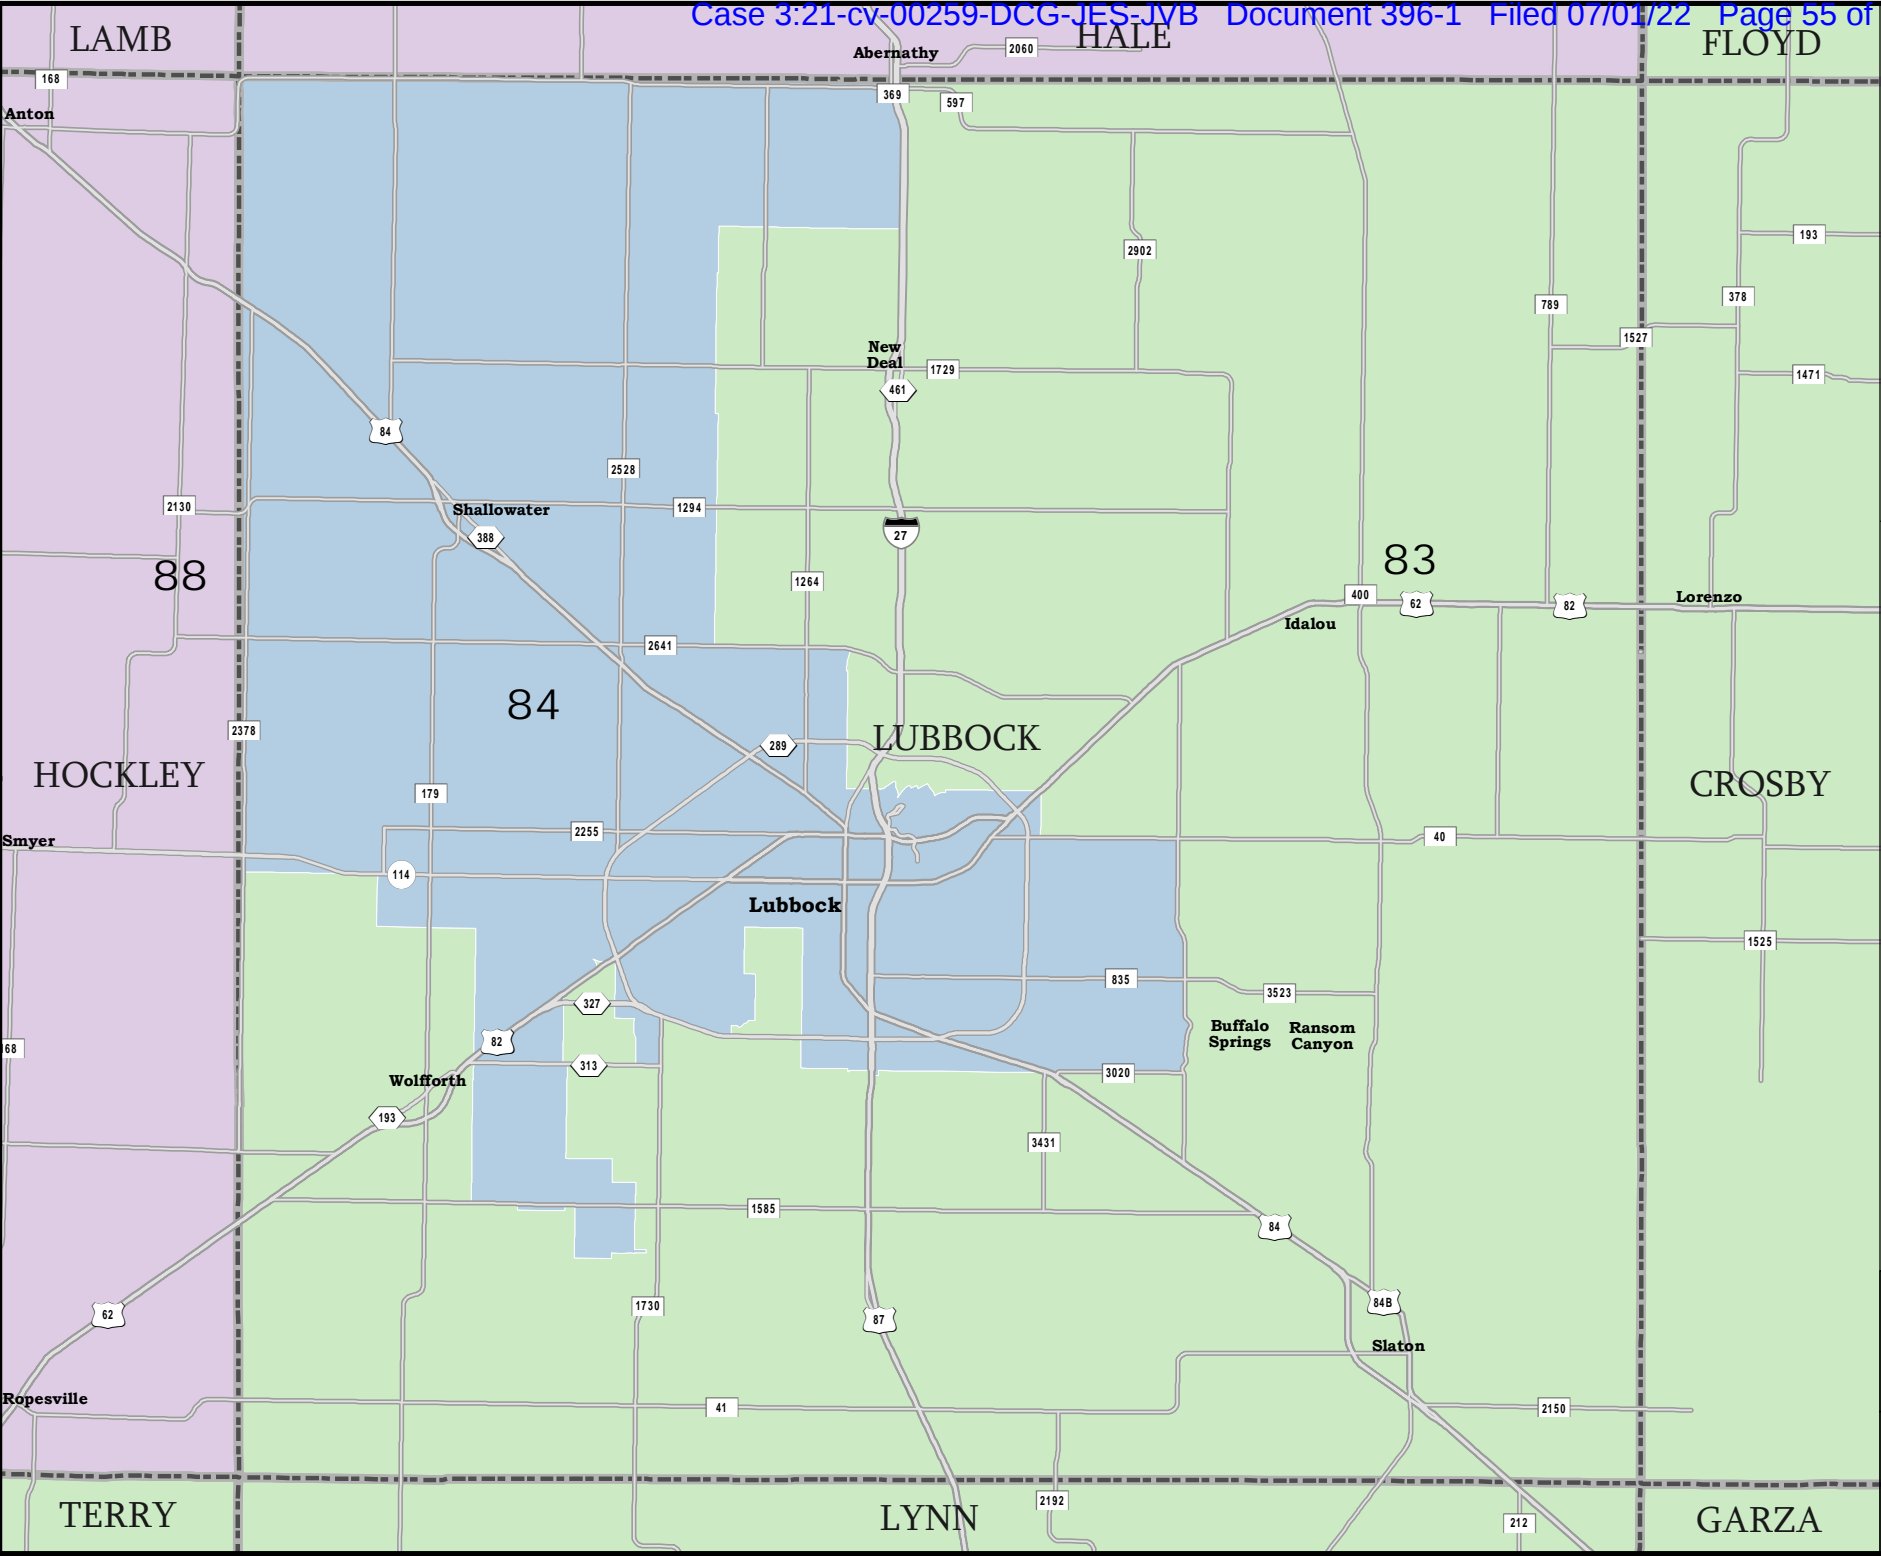 Case 3:21-cv-00259-DCG-JES-JVB Document 396-1 Filed 07/01/22 Page 55 of
LAMB
HALE
FLOYD
Abernathy
2060
168
369
597
Anton
193
2902
378
789
1527
New
Deal
1729
1471
461
84
2528
2130
1294
Shallowater
388
27
88
83
1264
400
62
82
Lorenzo
Idalou
2641
84
2378
289
LUBBOCK
HOCKLEY
CROSBY
179
2255
40
Smyer
114
Lubbock
1525
835
3523
327
Buffalo
Springs
Ransom
Canyon
82
168
313
3020
Wolfforth
193
3431
1585
84
62
1730
87
84B
Slaton
Ropesville
41
2150
2192
TERRY
LYNN
212
GARZA